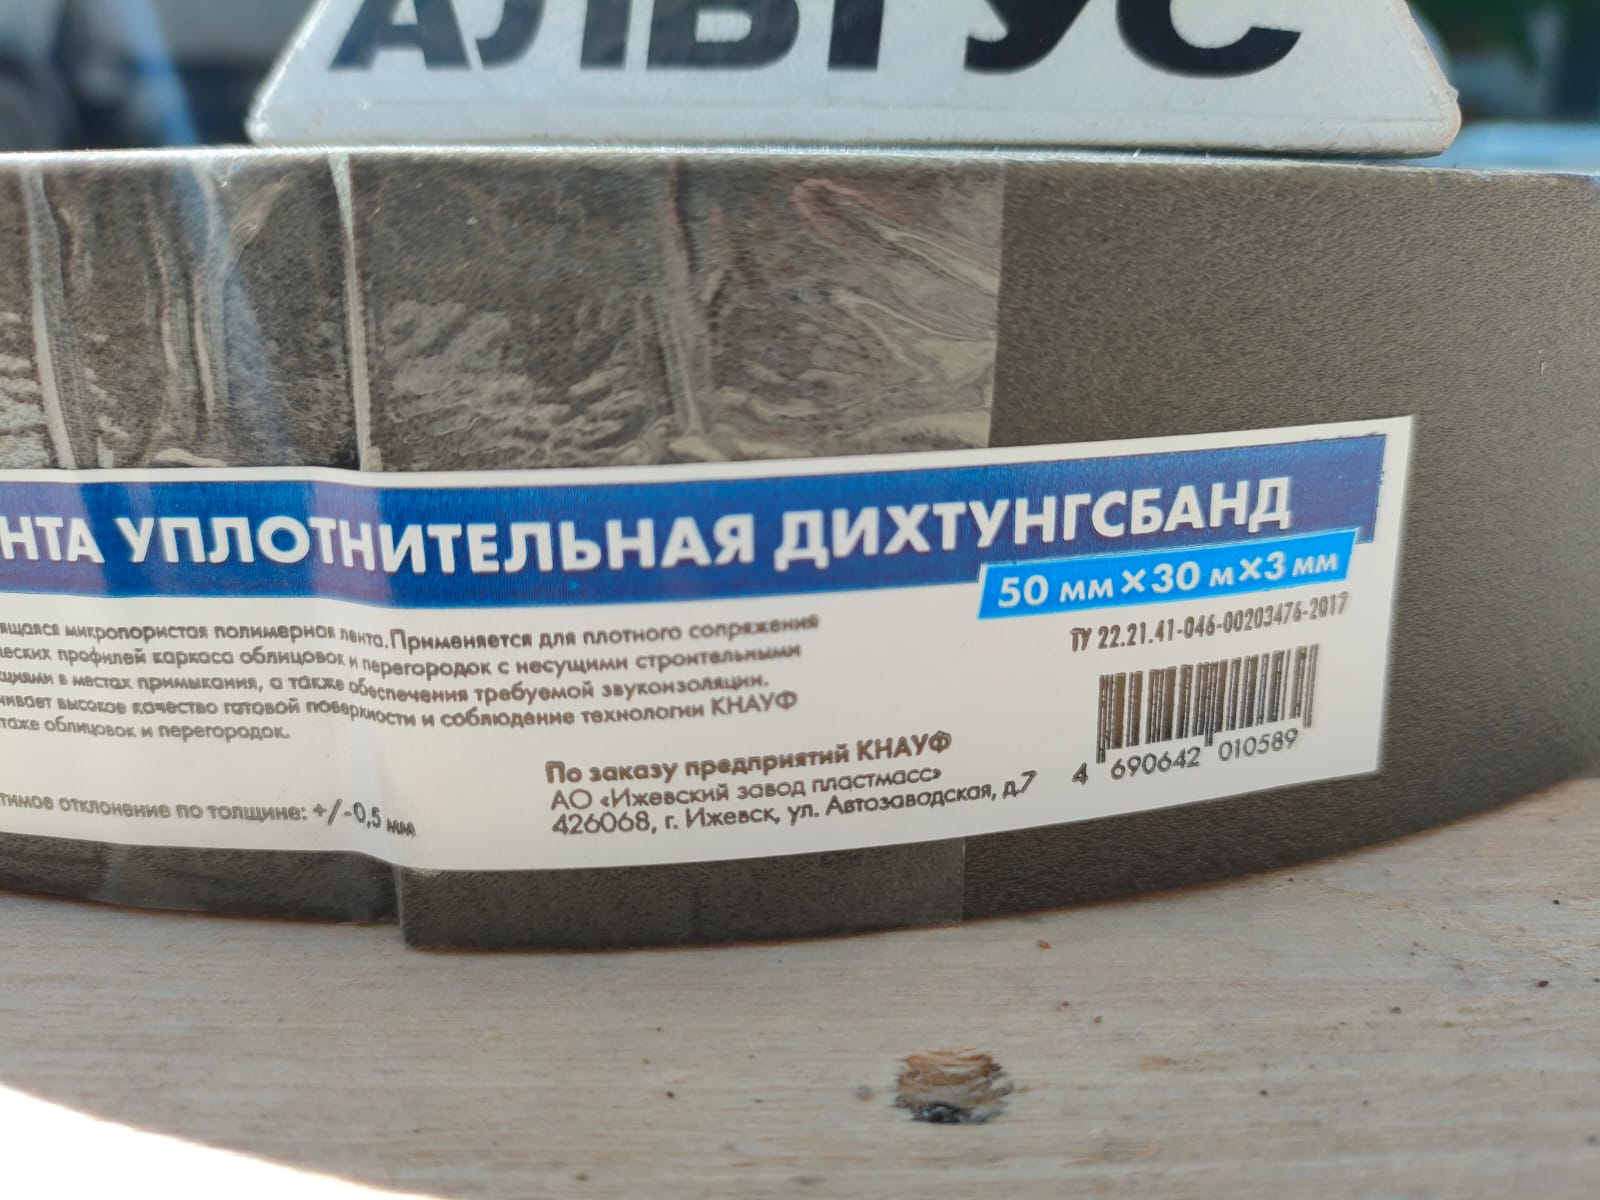 АЛЬГУС
НТА УПЛОТНИТЕЛЬНАЯ ДИХТУНГСБАНД
50 мм×30 м×3 мм
ТУ 22.21.41-046-00203476-2017
ящаяся микропористая полимерная лента. Применяется для плотного сопряжения
ческих профилей каркаса облицовок и перегородок с несущими строительными
циями в местах примыкания, а также обеспечения требуемой звукоизоляции.
чивает высокое качество готовой поверхности и соблюдение технологии КНАУФ
таже облицовок и перегородок.
тимое отклонение по толщине: +/-0,5 мм
По заказу предприятий КНАУФ
АО «Ижевский завод пластмасс»
426068, г. Ижевск, ул. Автозаводская, д.7
4 690642 010589